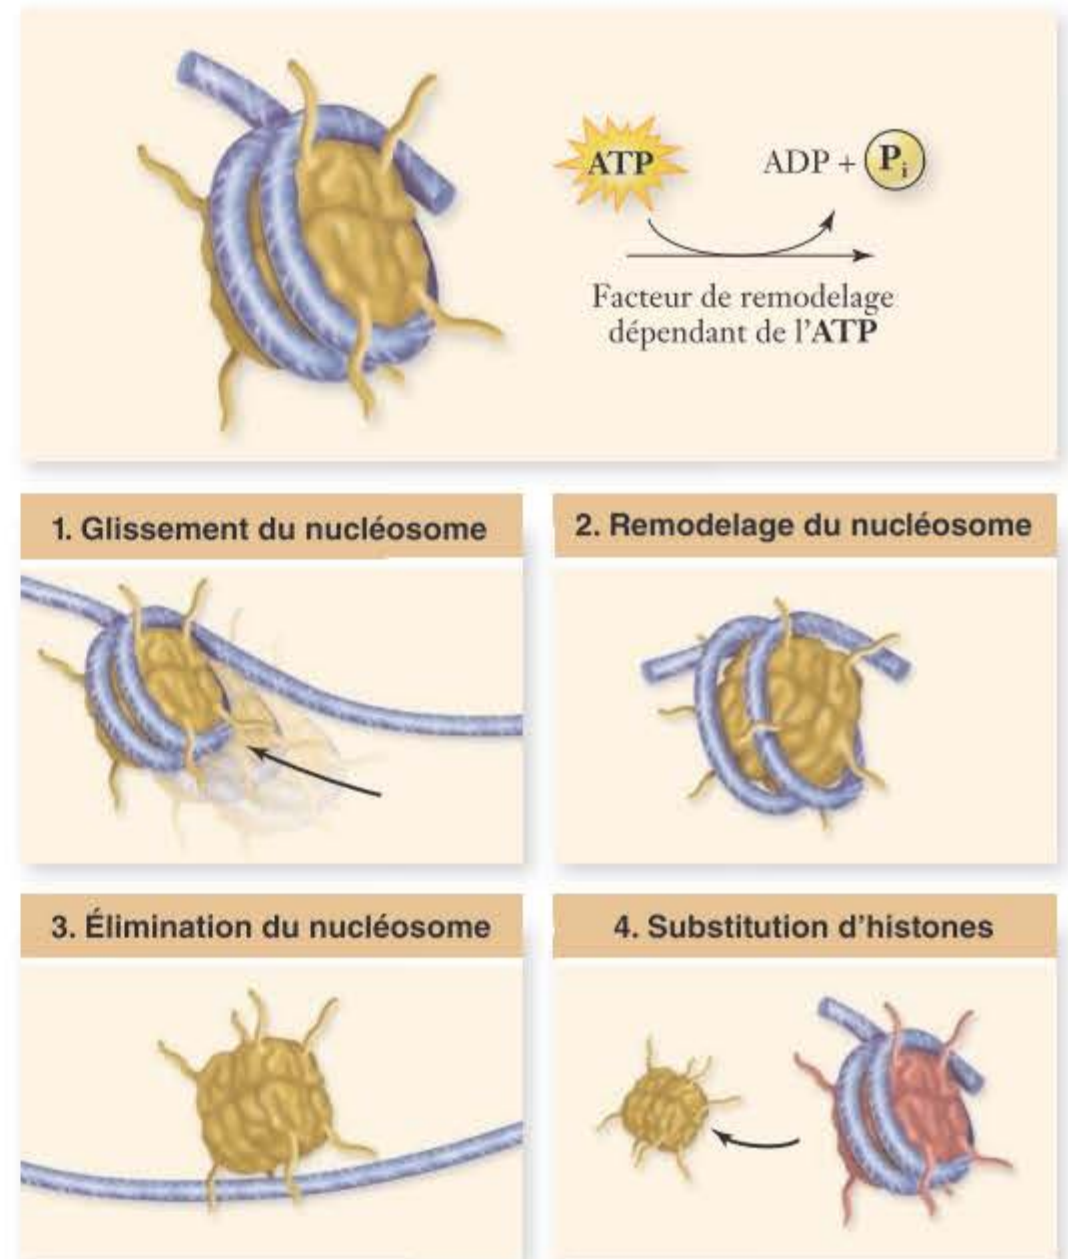 ATP
ADP + Pi
Facteur de remodelage
dépendant de l'ATP
1. Glissement du nucléosome
2. Remodelage du nucléosome
3. Élimination du nucléosome
4. Substitution d'histones